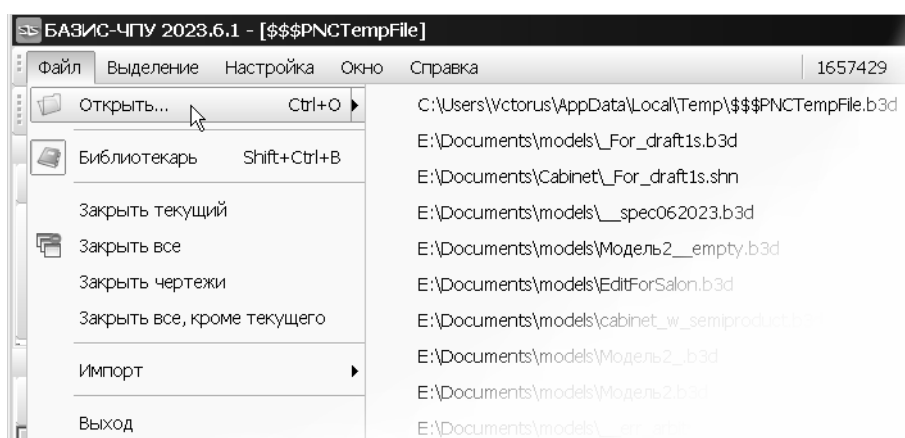 БАЗИС-ЧПУ 2023.6.1 - [$$$PNCTempFile]
Файл Выделение Настройка Окно Справка 1657429
Открыть... Ctrl+O
Библиотекарь Shift+Ctrl+B
Закрыть текущий
Закрыть все
Закрыть чертежи
Закрыть все, кроме текущего
Импорт
Выход
C:\Users\Vctorus\AppData\Local\Temp\$$$PNCTempFile.b3d
E:\Documents\models\_For_draft1s.b3d
E:\Documents\Cabinet\_For_draft1s.shn
E:\Documents\models\__spec062023.b3d
E:\Documents\models\Модель2__empty.b3d
E:\Documents\models\EditForSalon.b3d
E:\Documents\models\cabinet_w_semiproduct
E:\Documents\models\Модель2_.b3d
E:\Documents\models\Модель2.b3d
E:\Documents\models\